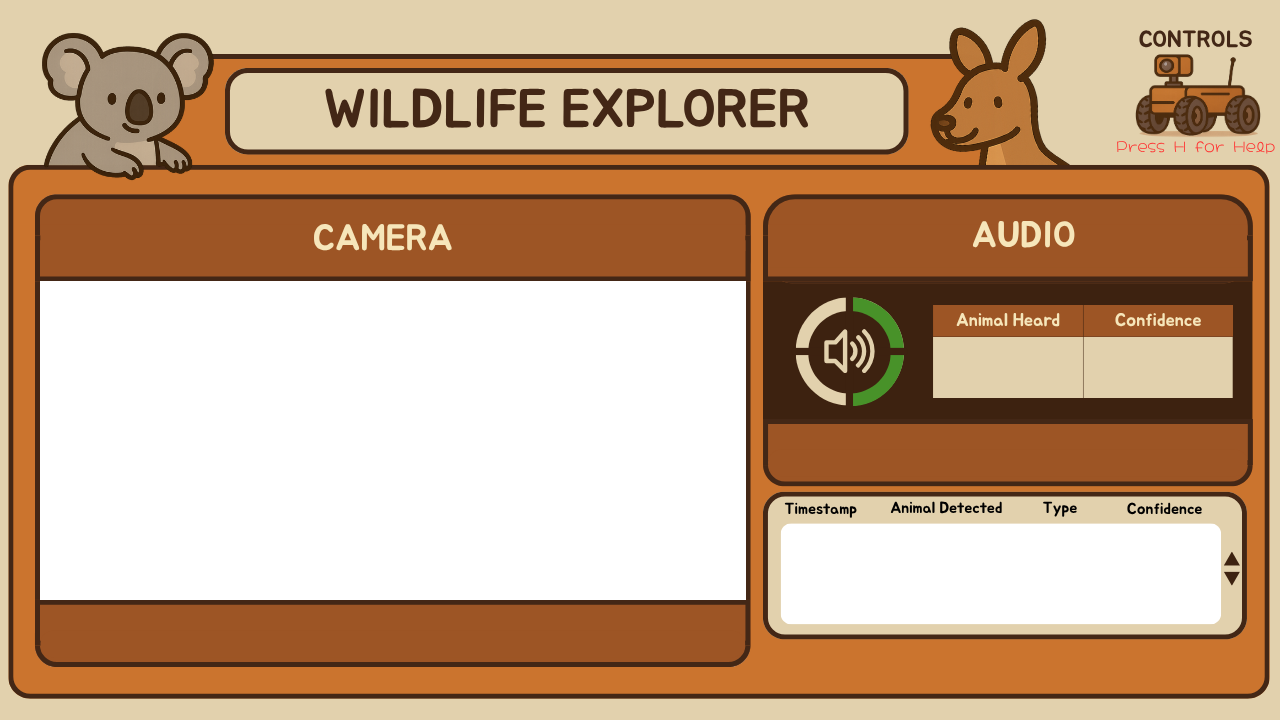 CONTROLS
WILDLIFE EXPLORER
Press H for Help
CAMERA
AUDIO
Animal Heard
Confidence
Timestamp
Animal Detected
Type
Confidence